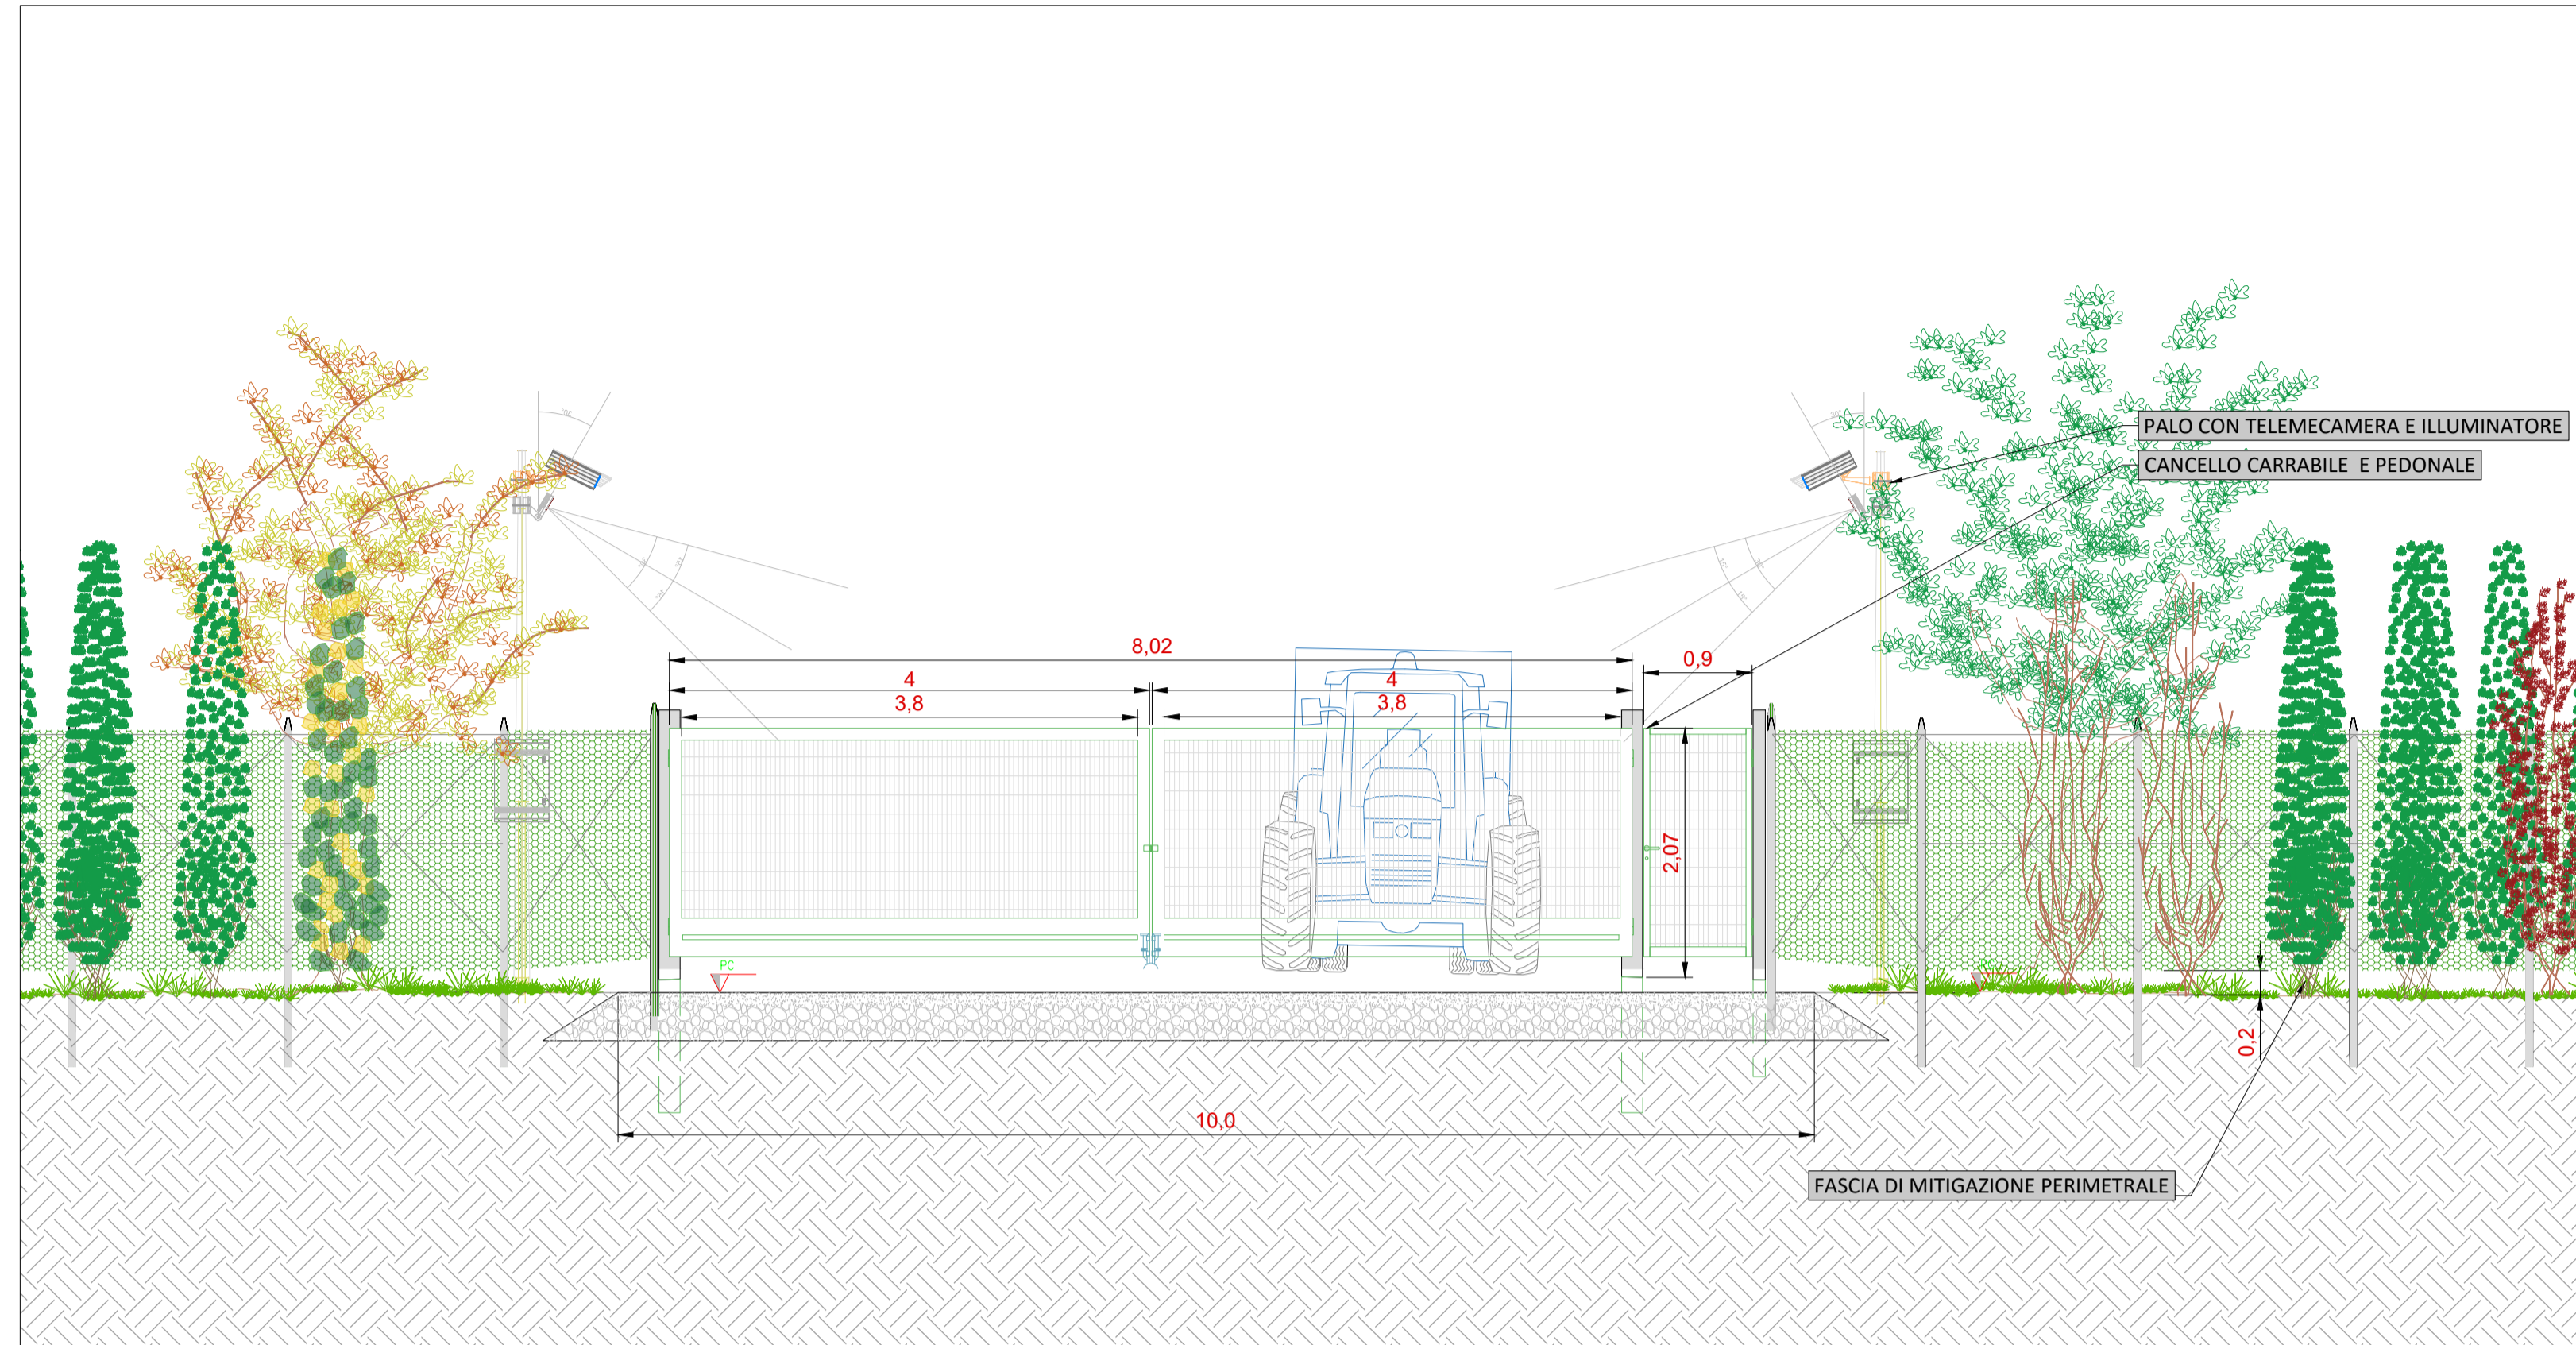 PALO CON TELEMECAMERA E ILLUMINATORE
CANCELLO CARRABILE E PEDONALE
8,02
0,9
4
4
3,8
3,8
2,07
PC
0,2
10,0
FASCIA DI MITIGAZIONE PERIMETRALE